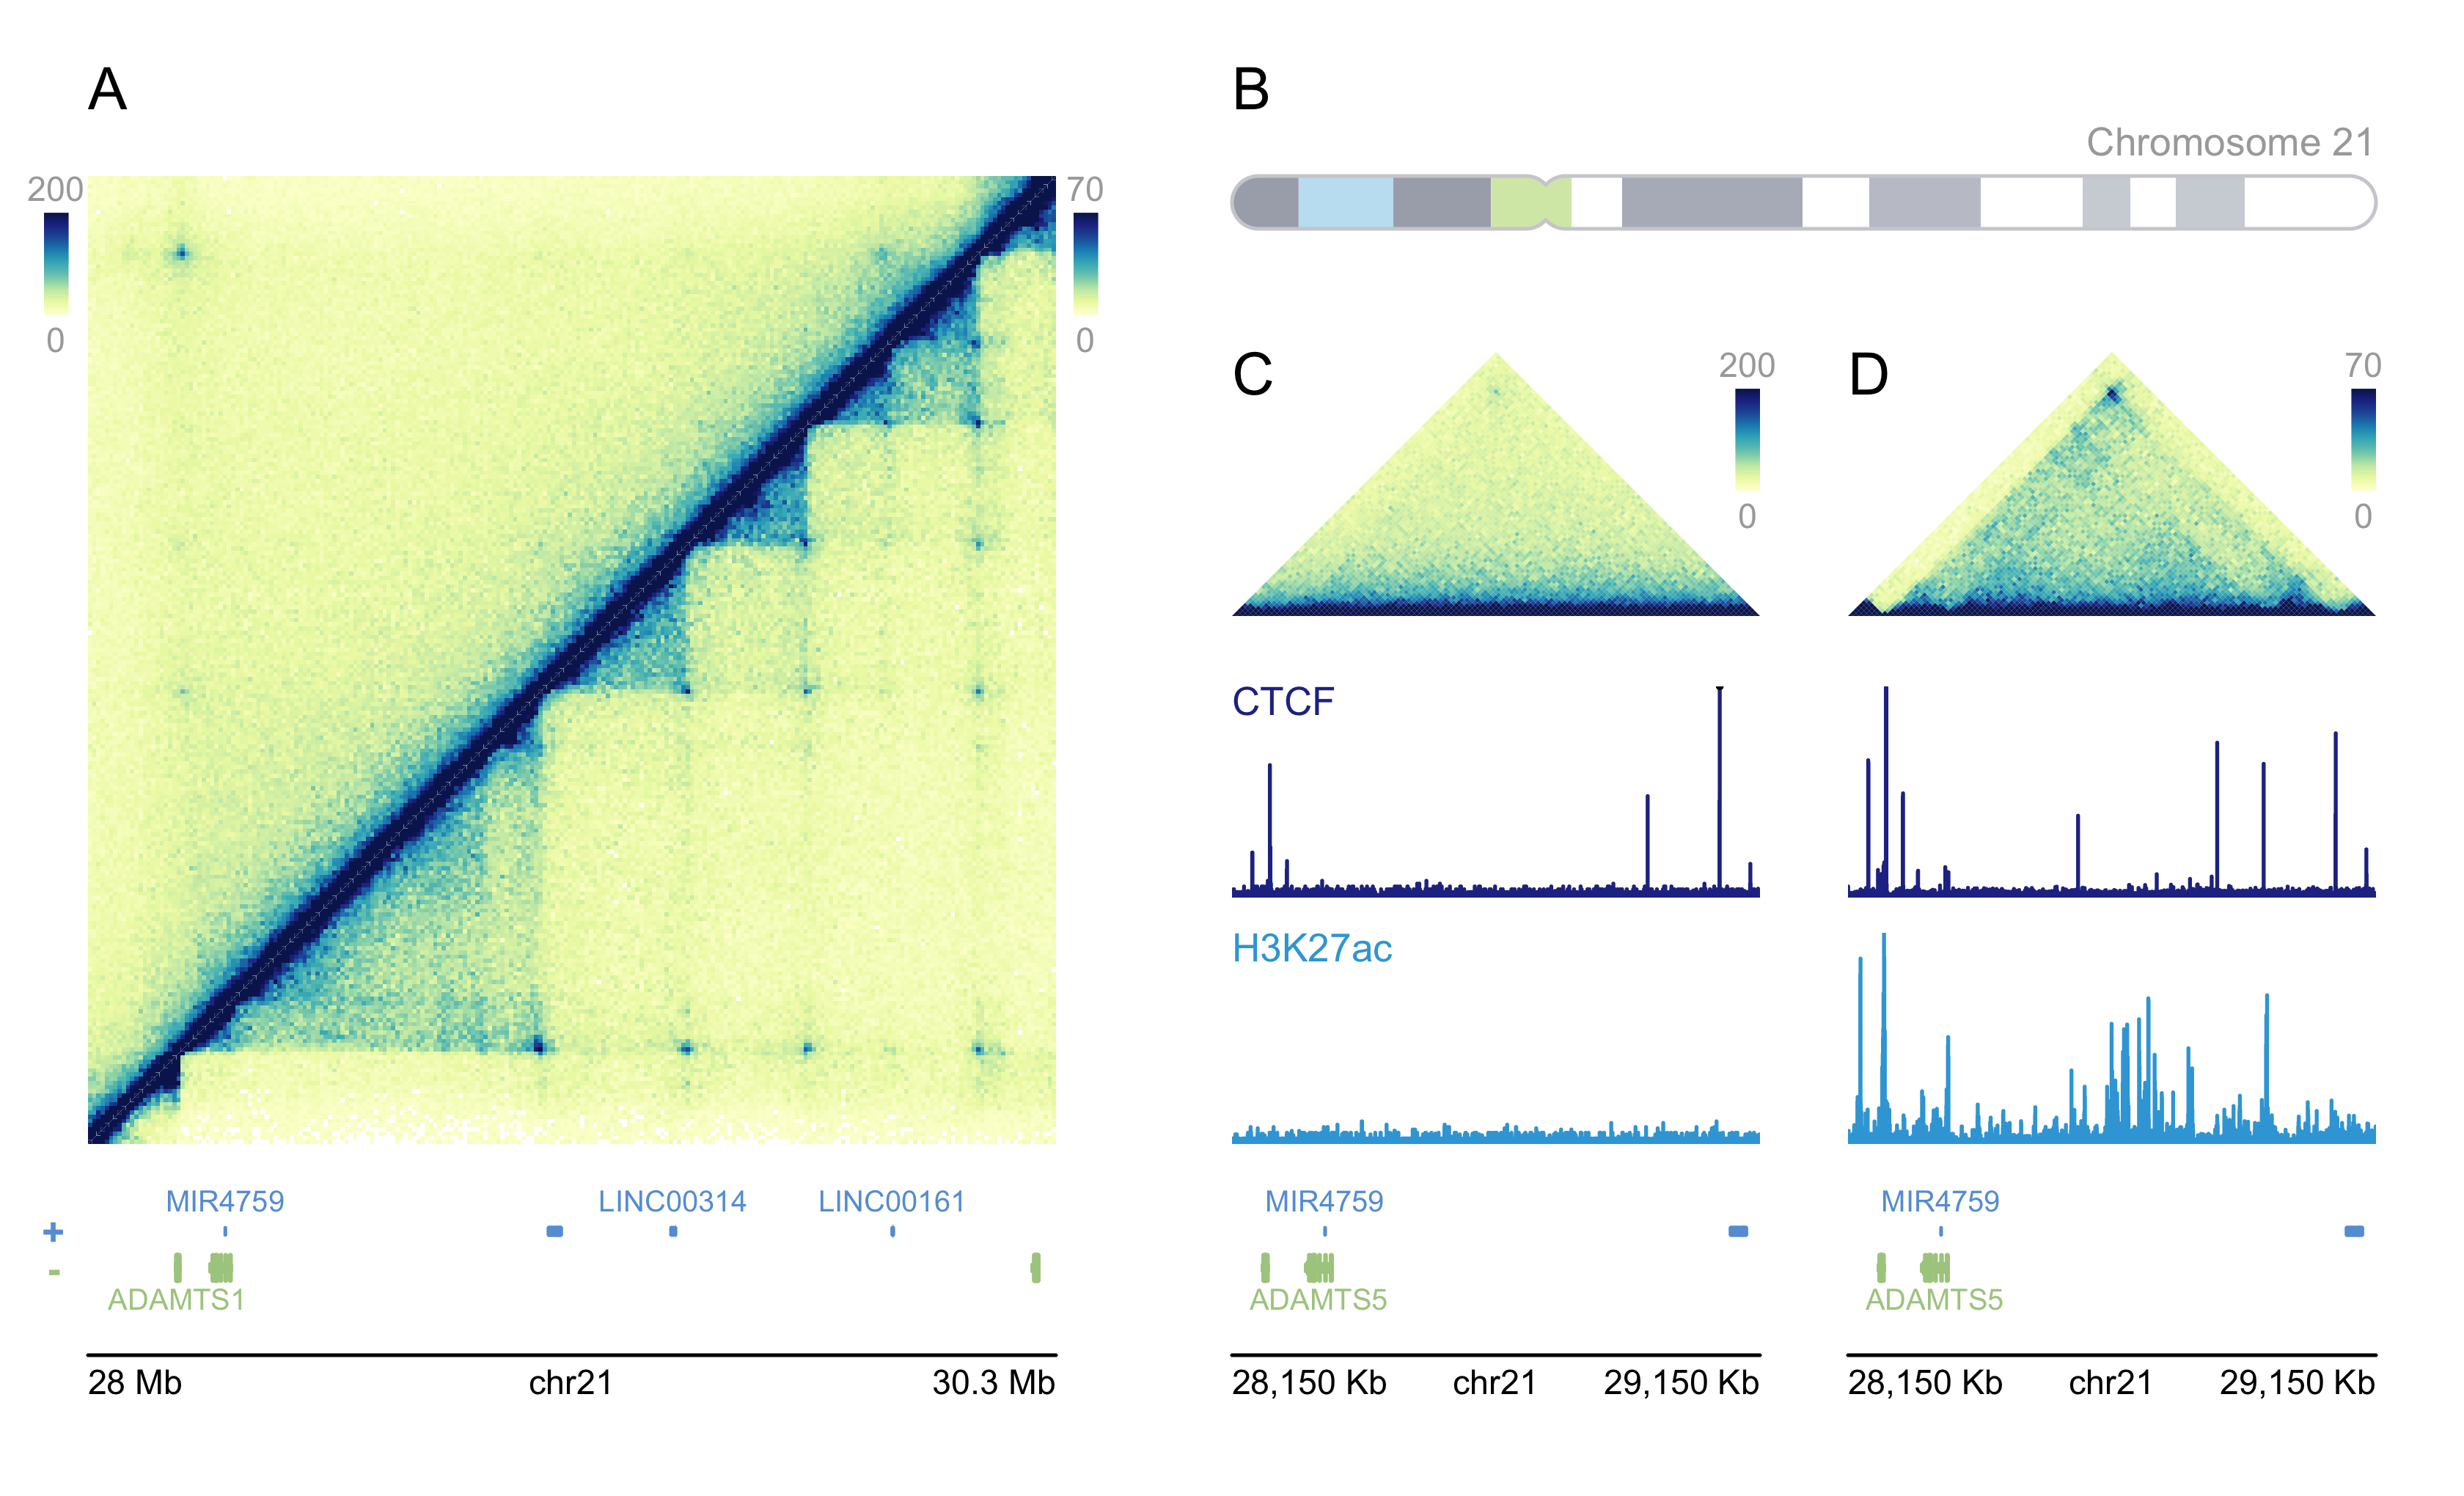 A
200
0
70
0
MIR4759
LINC00314
LINC00161
+
-
ADAMTS1
28 Mb
chr21
30.3 Mb
B
Chromosome 21
C
200
0
CTCF
H3K27ac
MIR4759
ADAMTS5
28,150 Kb
chr21
29,150 Kb
D
70
0
MIR4759
ADAMTS5
28,150 Kb
chr21
29,150 Kb